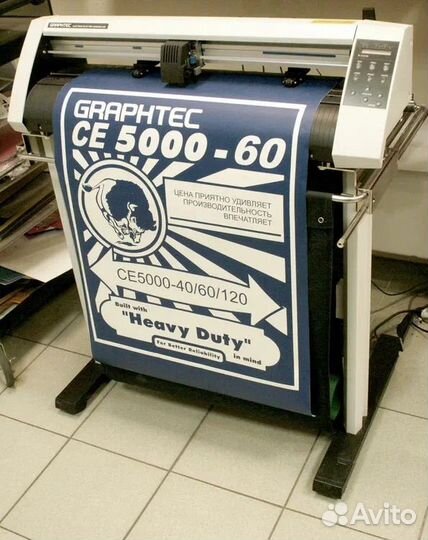 GRAPHTEC
GRAPHTEC
CE 5000-60
ЦЕНА ПРИЯТНО УДИВЛЯЕТ
ПРОИЗВОДИТЕЛЬНОСТЬ
ВПЕЧАТЛЯЕТ
CE5000-40/60/120
Built with
"Heavy Duty"
For Better Reliability
in mind
Avito